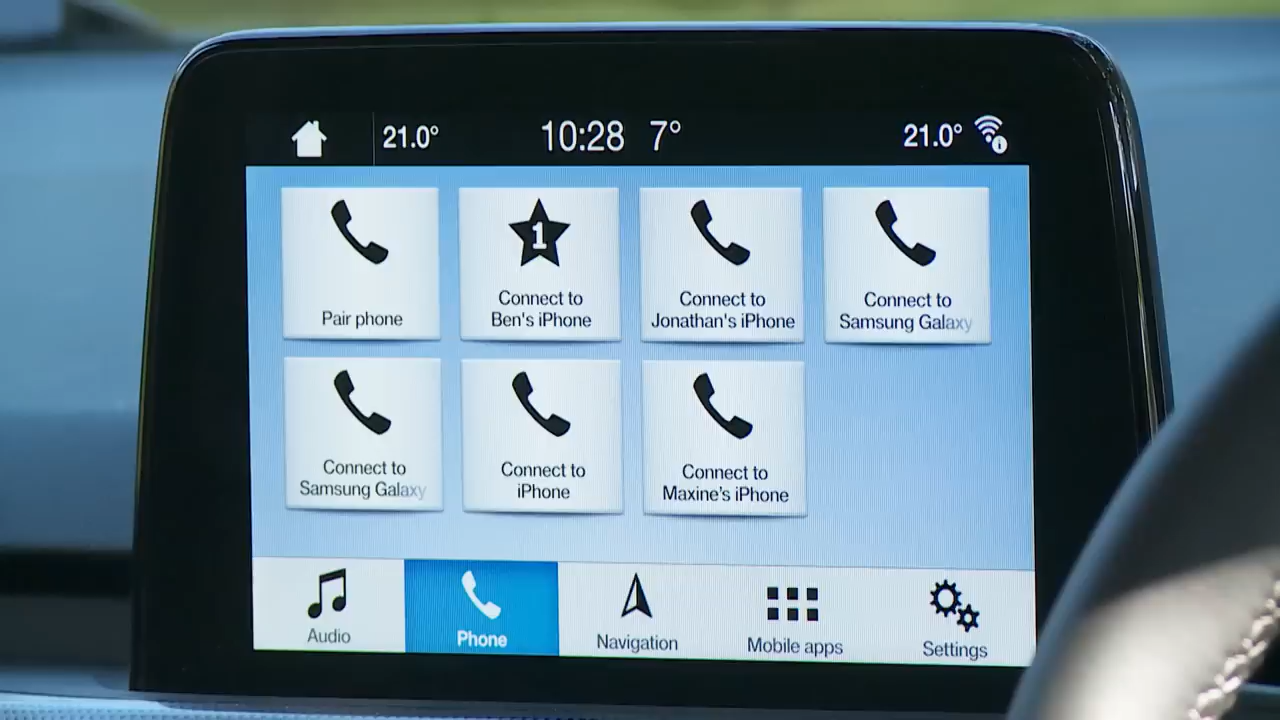 21.0° 10:28 7° 21.0°
Pair phone
1
Connect to
Ben's iPhone
Connect to
Jonathan's iPhone
Connect to
Samsung Galaxy
Connect to
Samsung Galaxy
Connect to
iPhone
Connect to
Maxine's iPhone
Audio
Phone
Navigation
Mobile apps
Settings